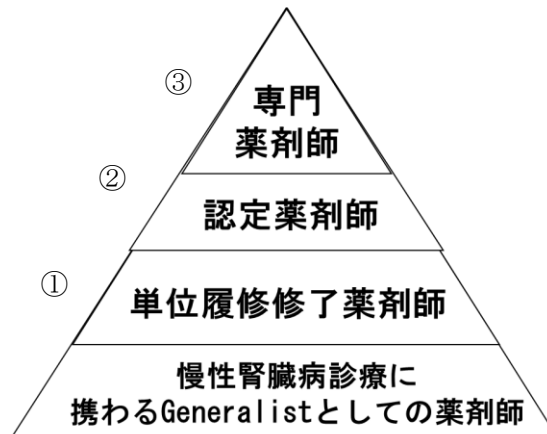 ③
専門
薬剤師
②
認定薬剤師
①
単位履修修了薬剤師
慢性腎臓病診療に
携わるGeneralistとしての薬剤師